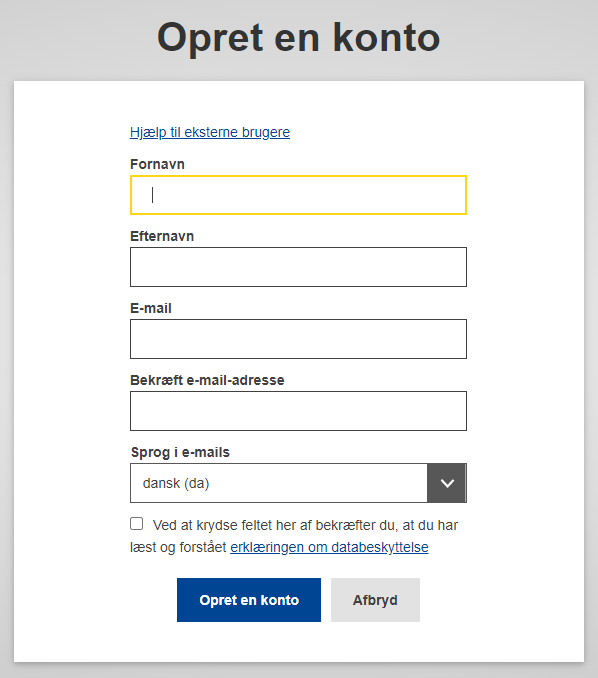 Opret en konto
Hjælp til eksterne brugere
Fornavn
Efternavn
E-mail
Bekræft e-mail-adresse
Sprog i e-mails
dansk (da)
Ved at krydse feltet her af bekræfter du, at du har
læst og forstået erklæringen om databeskyttelse
Opret en konto Afbryd